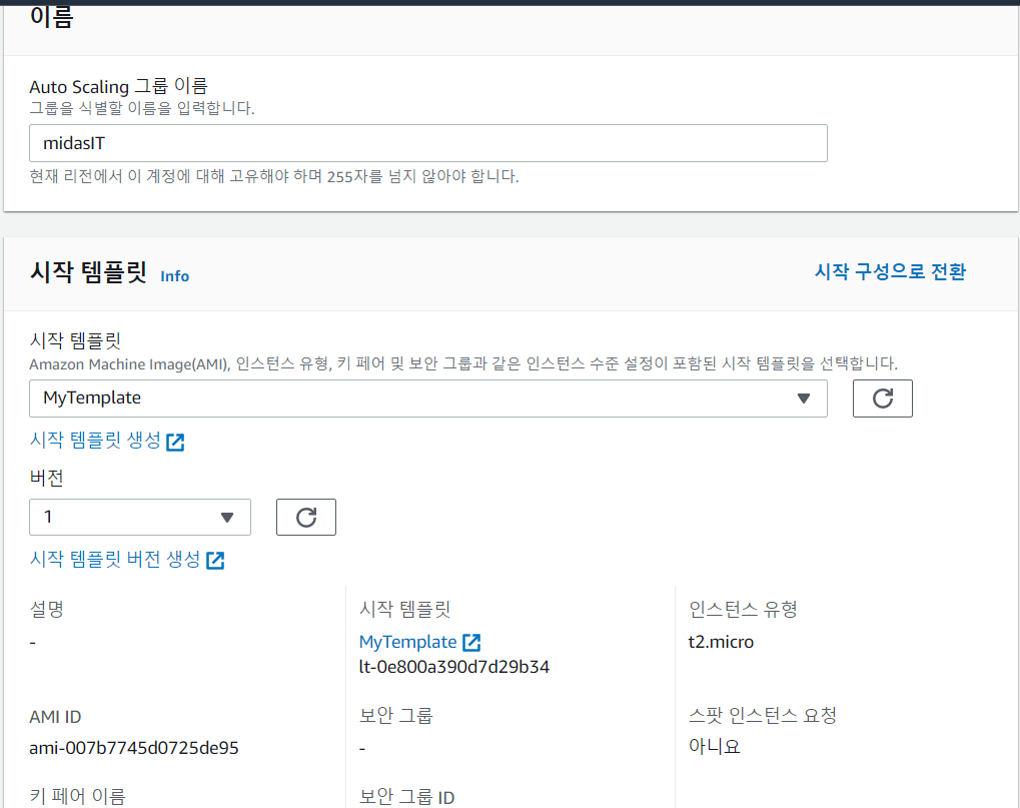 이름
Auto Scaling 그룹 이름
그룹을 식별할 이름을 입력합니다.
midasIT
현재 리전에서 이 계정에 대해 고유해야 하며 255자를 넘지 않아야 합니다.
시작 템플릿 Info
시작 구성으로 전환
시작 템플릿
Amazon Machine Image(AMI), 인스턴스 유형, 키 페어 및 보안 그룹과 같은 인스턴스 수준 설정이 포함된 시작 템플릿을 선택합니다.
MyTemplate
시작 템플릿 생성
버전
1
시작 템플릿 버전 생성
설명
-
시작 템플릿
MyTemplate
lt-0e800a390d7d29b34
인스턴스 유형
t2.micro
AMI ID
ami-007b7745d0725de95
보안 그룹
-
스팟 인스턴스 요청
아니요
키 페어 이름
보안 그룹 ID